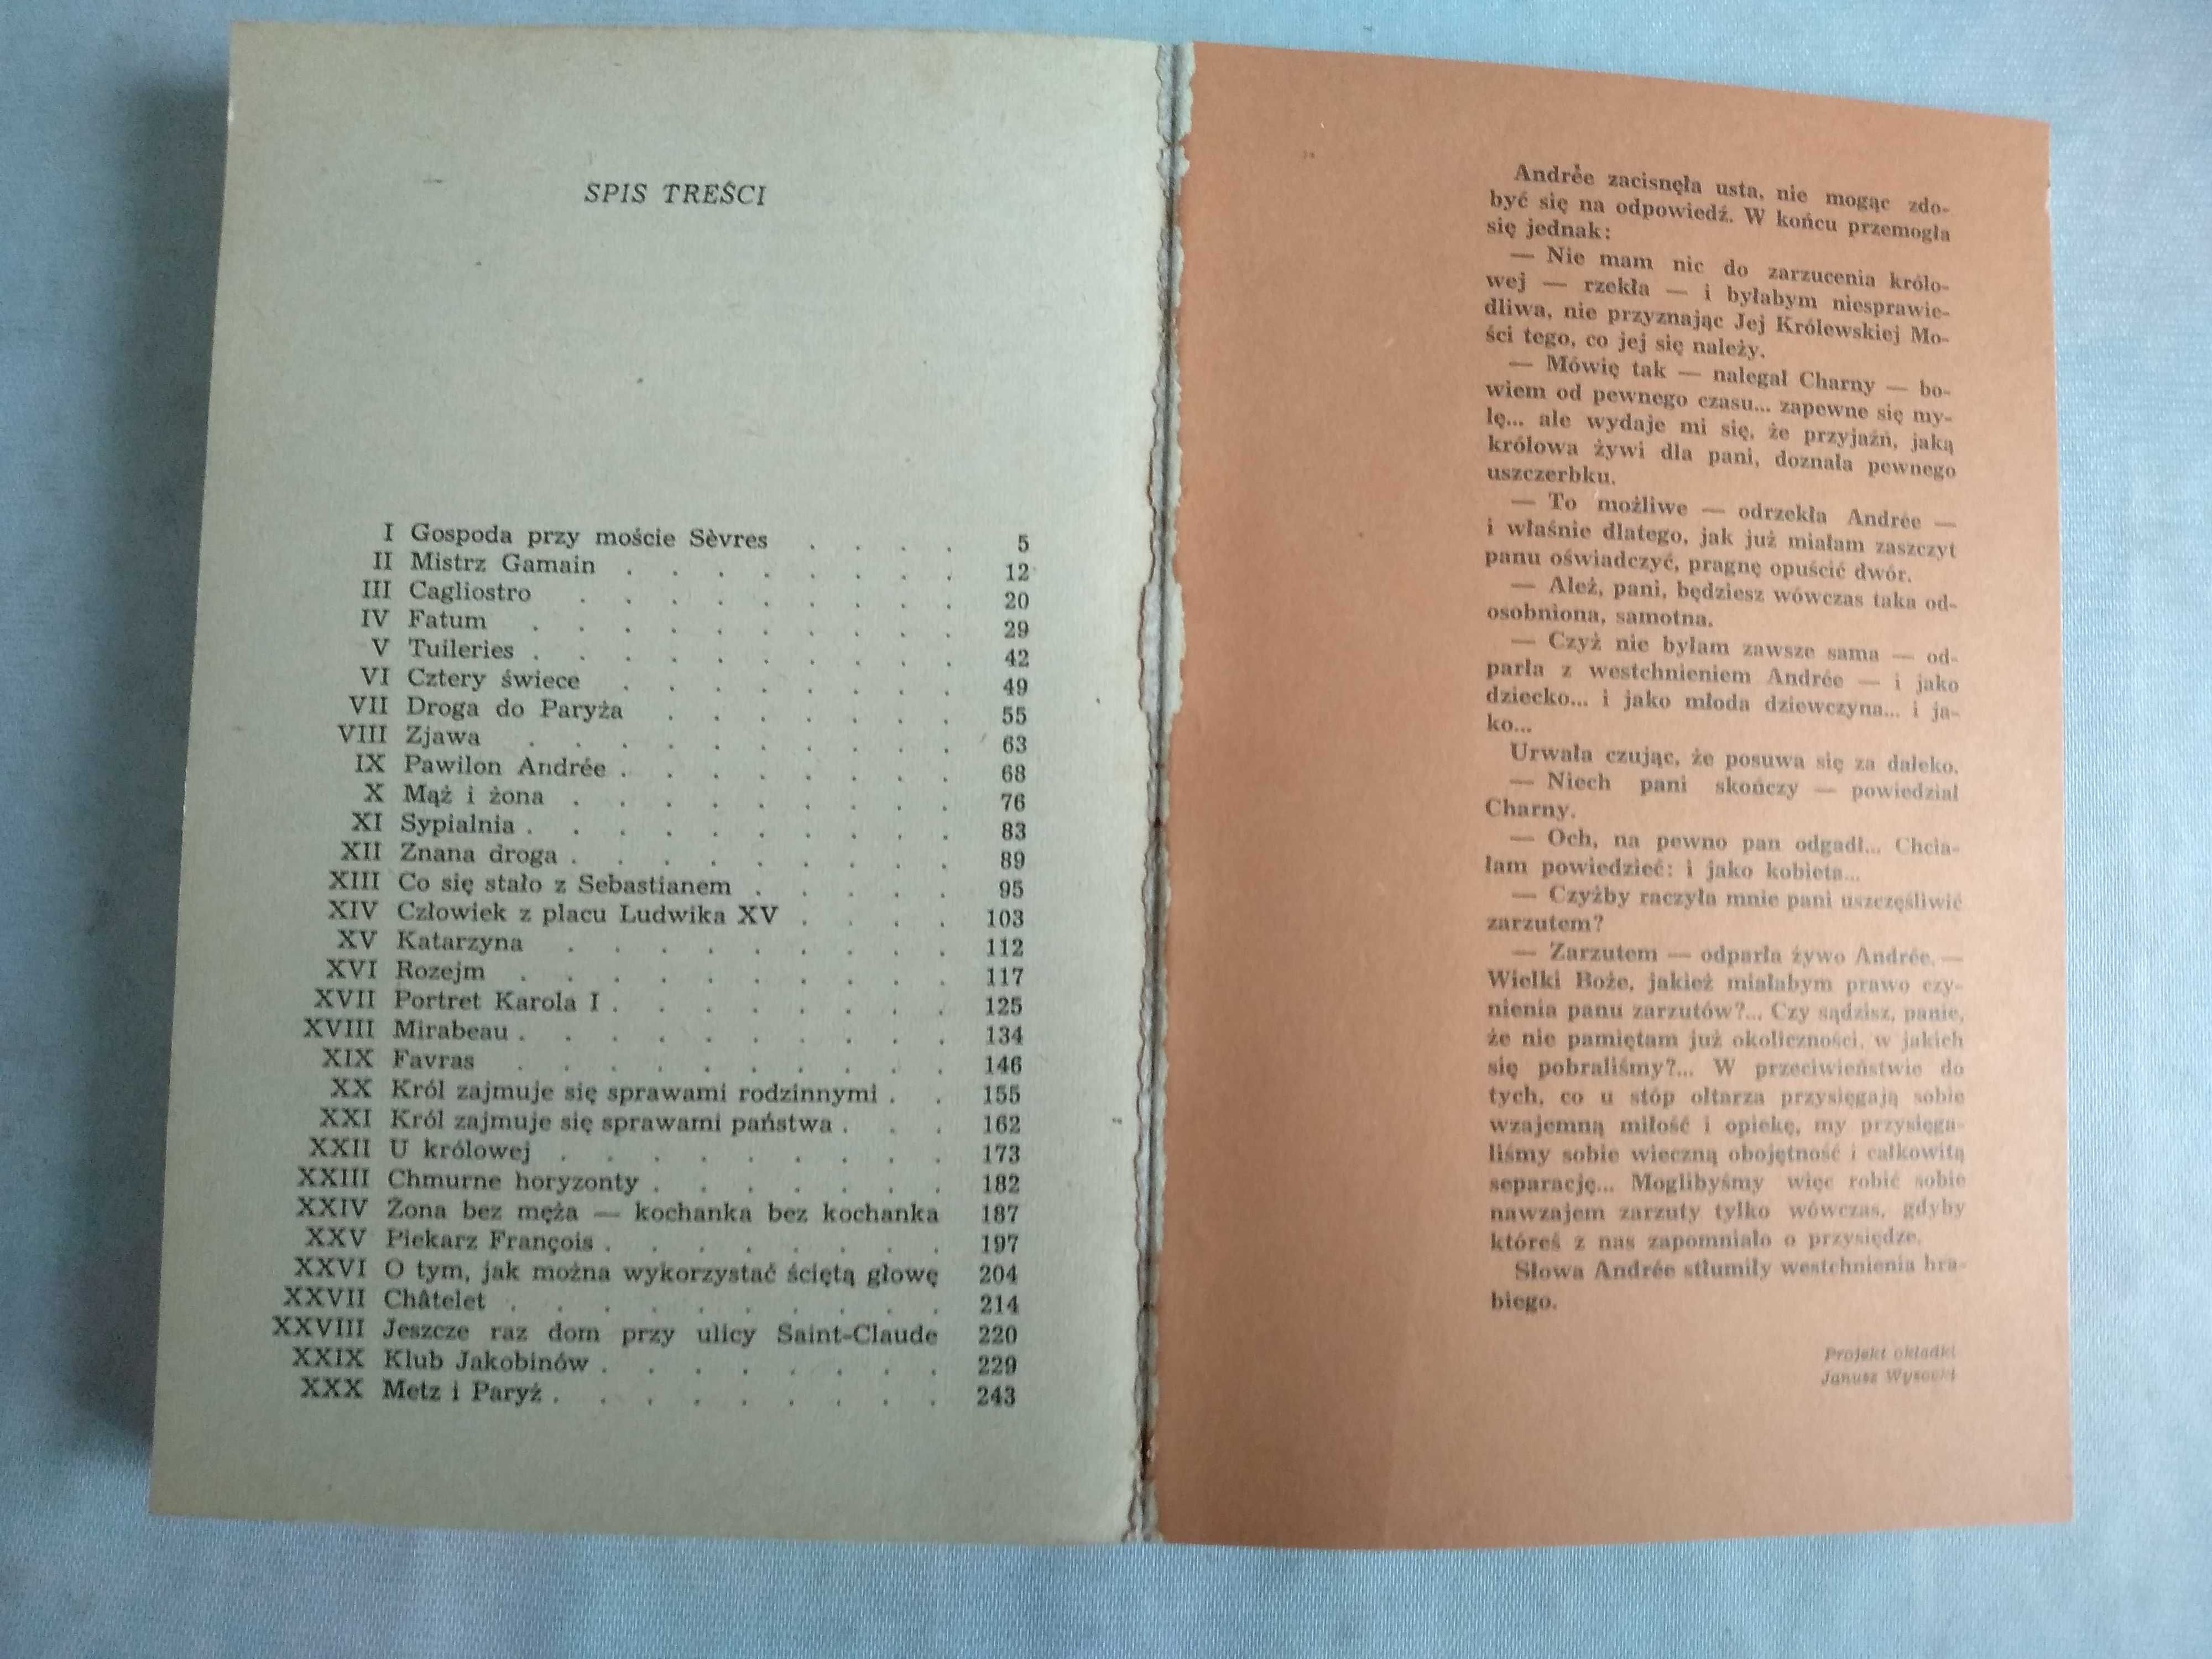 SPIS TREŚCI
I Gospoda przy moście Sèvres . . . . 5
II Mistrz Gamain . . . . . . . . 12
III Cagliostro . . . . . . . . . 20
IV Fatum . . . . . . . . . . 29
V Tuileries . . . . . . . . . . 42
VI Cztery świece . . . . . . . . 49
VII Droga do Paryża . . . . . . . 55
VIII Zjawa . . . . . . . . . . 63
IX Pawilon Andrée . . . . . . . . 68
X Mąż i żona . . . . . . . . . 76
XI Sypialnia . . . . . . . . . . 83
XII Znana droga . . . . . . . . . 89
XIII Co się stało z Sebastianem . . . . . 95
XIV Człowiek z placu Ludwika XV . . . . 103
XV Katarzyna . . . . . . . . . 112
XVI Rozejm . . . . . . . . . . 117
XVII Portret Karola I . . . . . . . . 125
XVIII Mirabeau . . . . . . . . . . 134
XIX Favras . . . . . . . . . . 146
XX Król zajmuje się sprawami rodzinnymi . . 155
XXI Król zajmuje się sprawami państwa . . . 162
XXII U królowej . . . . . . . . . 173
XXIII Chmurne horyzonty . . . . . . . 182
XXIV Żona bez męża — kochanka bez kochanka 187
XXV Piekarz François . . . . . . . . 197
XXVI O tym, jak można wykorzystać ściętą głowę 204
XXVII Châtelet . . . . . . . . . . 214
XXVIII Jeszcze raz dom przy ulicy Saint-Claude 220
XXIX Klub Jakobinów . . . . . . . . 229
XXX Metz i Paryż . . . . . . . . . 243
Andrée zacisnęła usta, nie mogąc zdo-
być się na odpowiedź. W końcu przemogła
się jednak:
— Nie mam nic do zarzucenia królo-
wej — rzekła — i byłabym niesprawie-
dliwa, nie przyznając Jej Królewskiej Mo-
ści tego, co jej się należy.
— Mówię tak — nalegał Charny — bo-
wiem od pewnego czasu... zapewne się my-
lę... ale wydaje mi się, że przyjaźń, jaką
królowa żywi dla pani, doznała pewnego
uszczerbku.
— To możliwe — odrzekła Andrée —
i właśnie dlatego, jak już miałam zaszczyt
panu oświadczyć, pragnę opuścić dwór.
— Ależ, pani, będziesz wówczas taka od-
osobniona, samotna.
— Czyż nie byłam zawsze sama — od-
parła z westchnieniem Andrée — i jako
dziecko... i jako młoda dziewczyna... i ja-
ko...
Urwała czując, że posuwa się za daleko.
— Niech pani skończy — powiedział
Charny.
— Och, na pewno pan odgadł... Chcia-
łam powiedzieć: i jako kobieta...
— Czyżby raczyła mnie pani uszczęśliwić
zarzutem?
— Zarzutem — odparła żywo Andrée. —
Wielki Boże, jakież miałabym prawo czy-
nienia panu zarzutów?... Czy sądzisz, panie,
że nie pamiętam już okoliczności, w jakich
się pobraliśmy?... W przeciwieństwie do
tych, co u stóp ołtarza przysięgają sobie
wzajemną miłość i opiekę, my przysięga-
liśmy sobie wieczną obojętność i całkowitą
separację... Moglibyśmy więc robić sobie
nawzajem zarzuty tylko wówczas, gdyby
któreś z nas zapomniało o przysiędze.
Słowa Andrée stłumiły westchnienia hra-
biego.
Projekt okładki
Janusz Wysocki